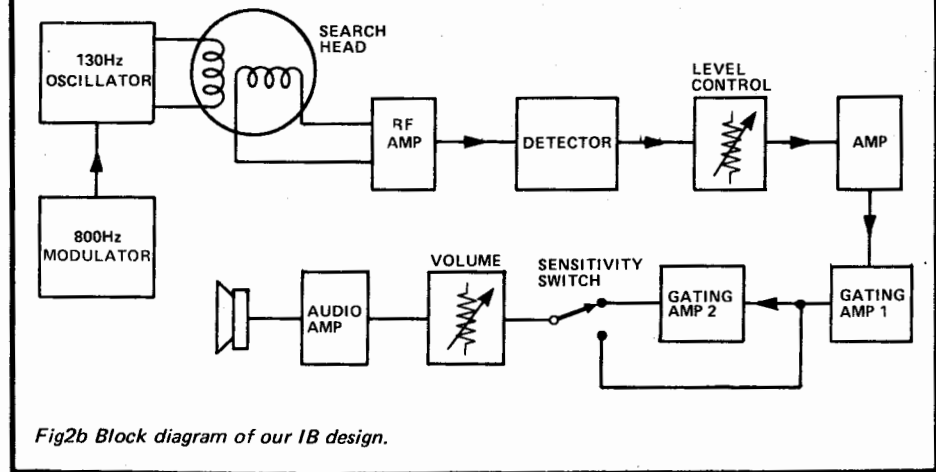 130Hz
OSCILLATOR
SEARCH
HEAD
RF
AMP
DETECTOR
LEVEL
CONTROL
AMP
800Hz
MODULATOR
AUDIO
AMP
VOLUME
SENSITIVITY
SWITCH
GATING
AMP 2
GATING
AMP 1
Fig2b Block diagram of our IB design.